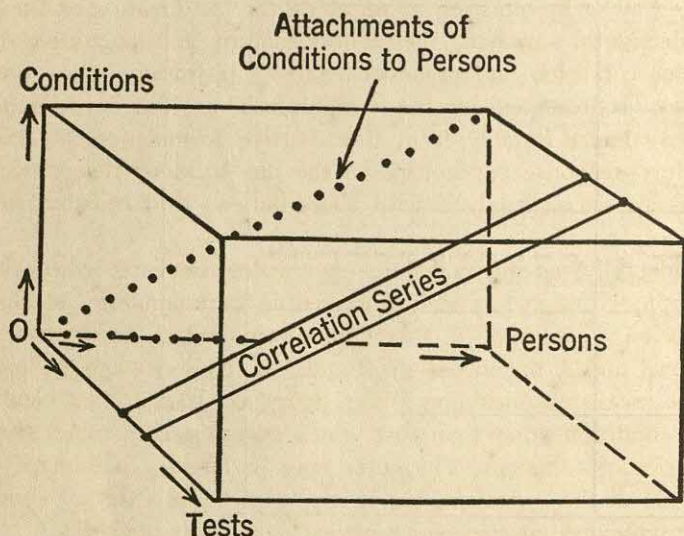 Attachments of
Conditions to Persons
Conditions
O
Correlation Series
Persons
Tests